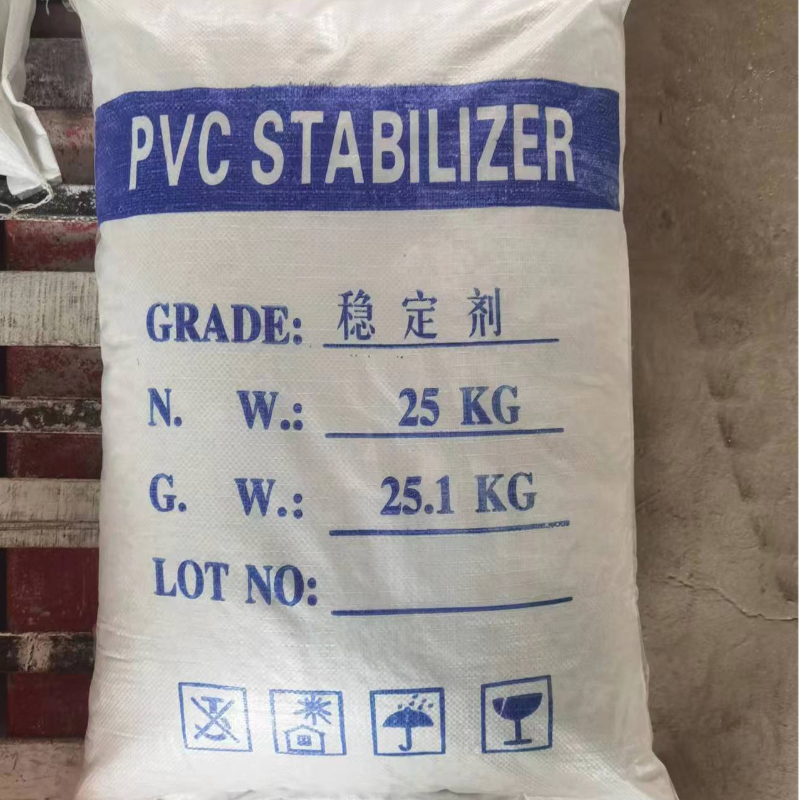 PVC STABILIZER
GRADE: 稳定剂
N. W.: 25 KG
G. W.: 25.1 KG
LOT NO: